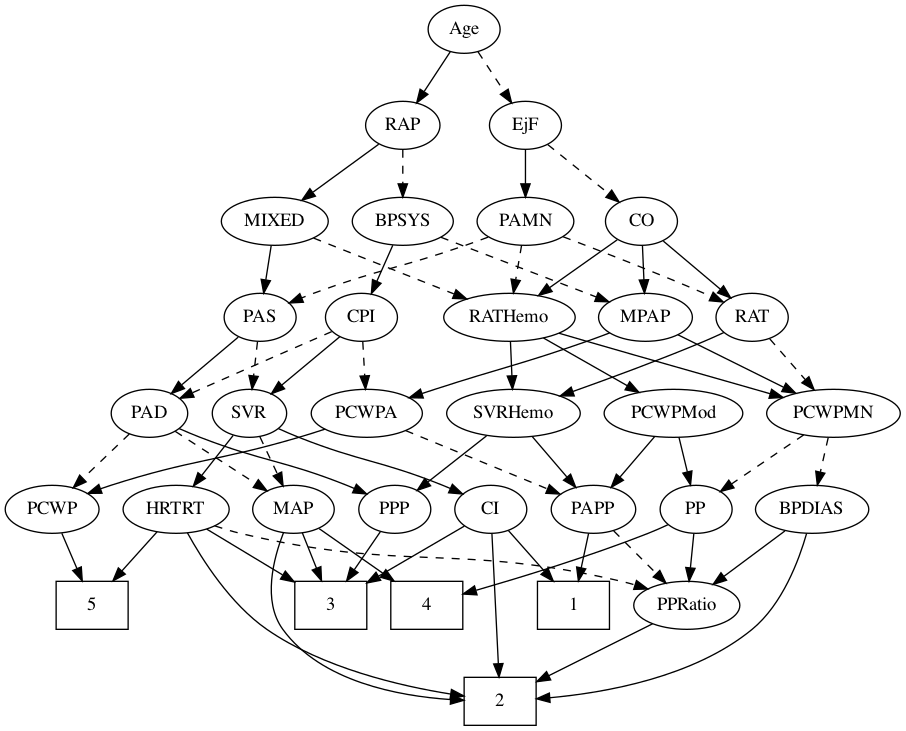 Age
RAP
EjF
MIXED
BPSYS
PAMN
CO
PAS
CPI
RATHemo
MPAP
RAT
PAD
SVR
PCWPA
SVRHemo
PCWPMod
PCWPMN
PCWP
HRTRT
MAP
PPP
CI
PAPP
PP
BPDIAS
5
3
4
1
PPRatio
2